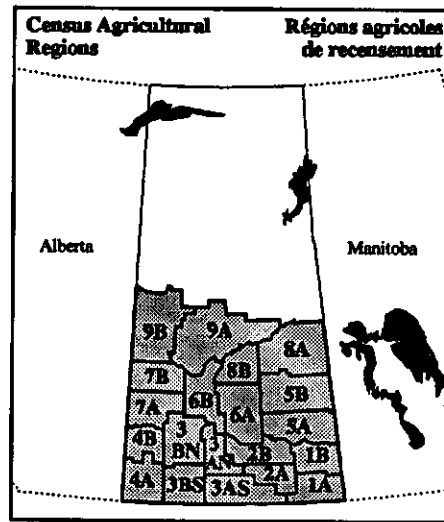 Census Agricultural
Regions
Régions agricoles
de recensement
Alberta
Manitoba
9B
9A
8A
8B
7B
6B
5B
7A
6A
5A
4B
3
BN
3
AN
2B
1B
4A
3BS
3AS
2A
1A